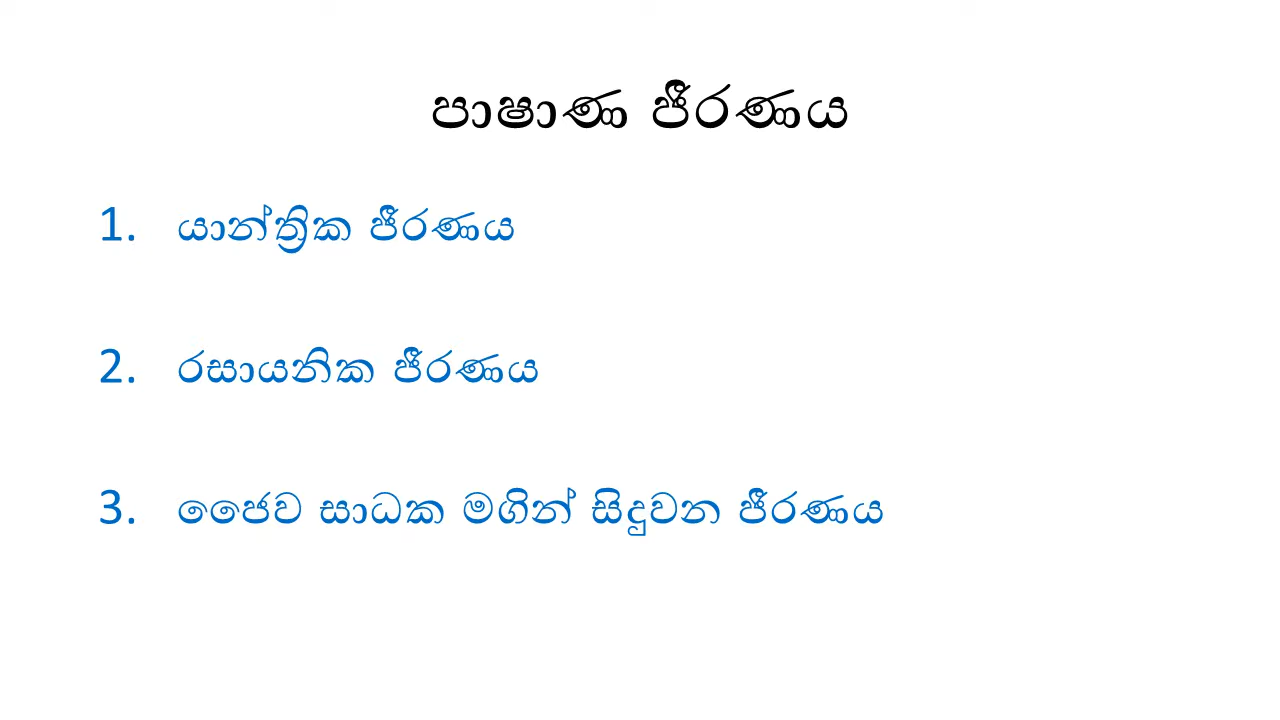 පාෂාණ ජීරණය
1. යාන්ත්‍රික ජීරණය
2. රසායනික ජීරණය
3. ජෛව සාධක මගින් සිදුවන ජීරණය